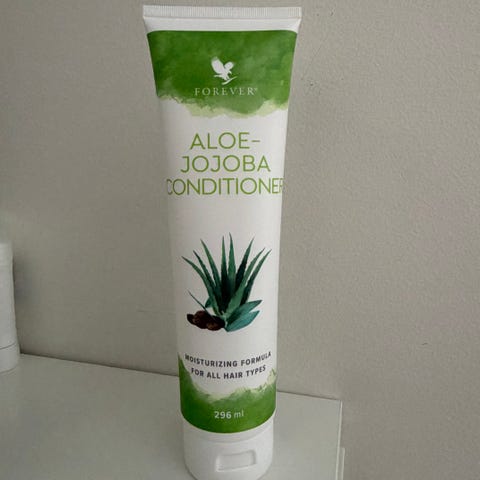 FOREVER®
ALOE-
JOJOBA
CONDITIONER
MOISTURIZING FORMULA
FOR ALL HAIR TYPES
296 ml